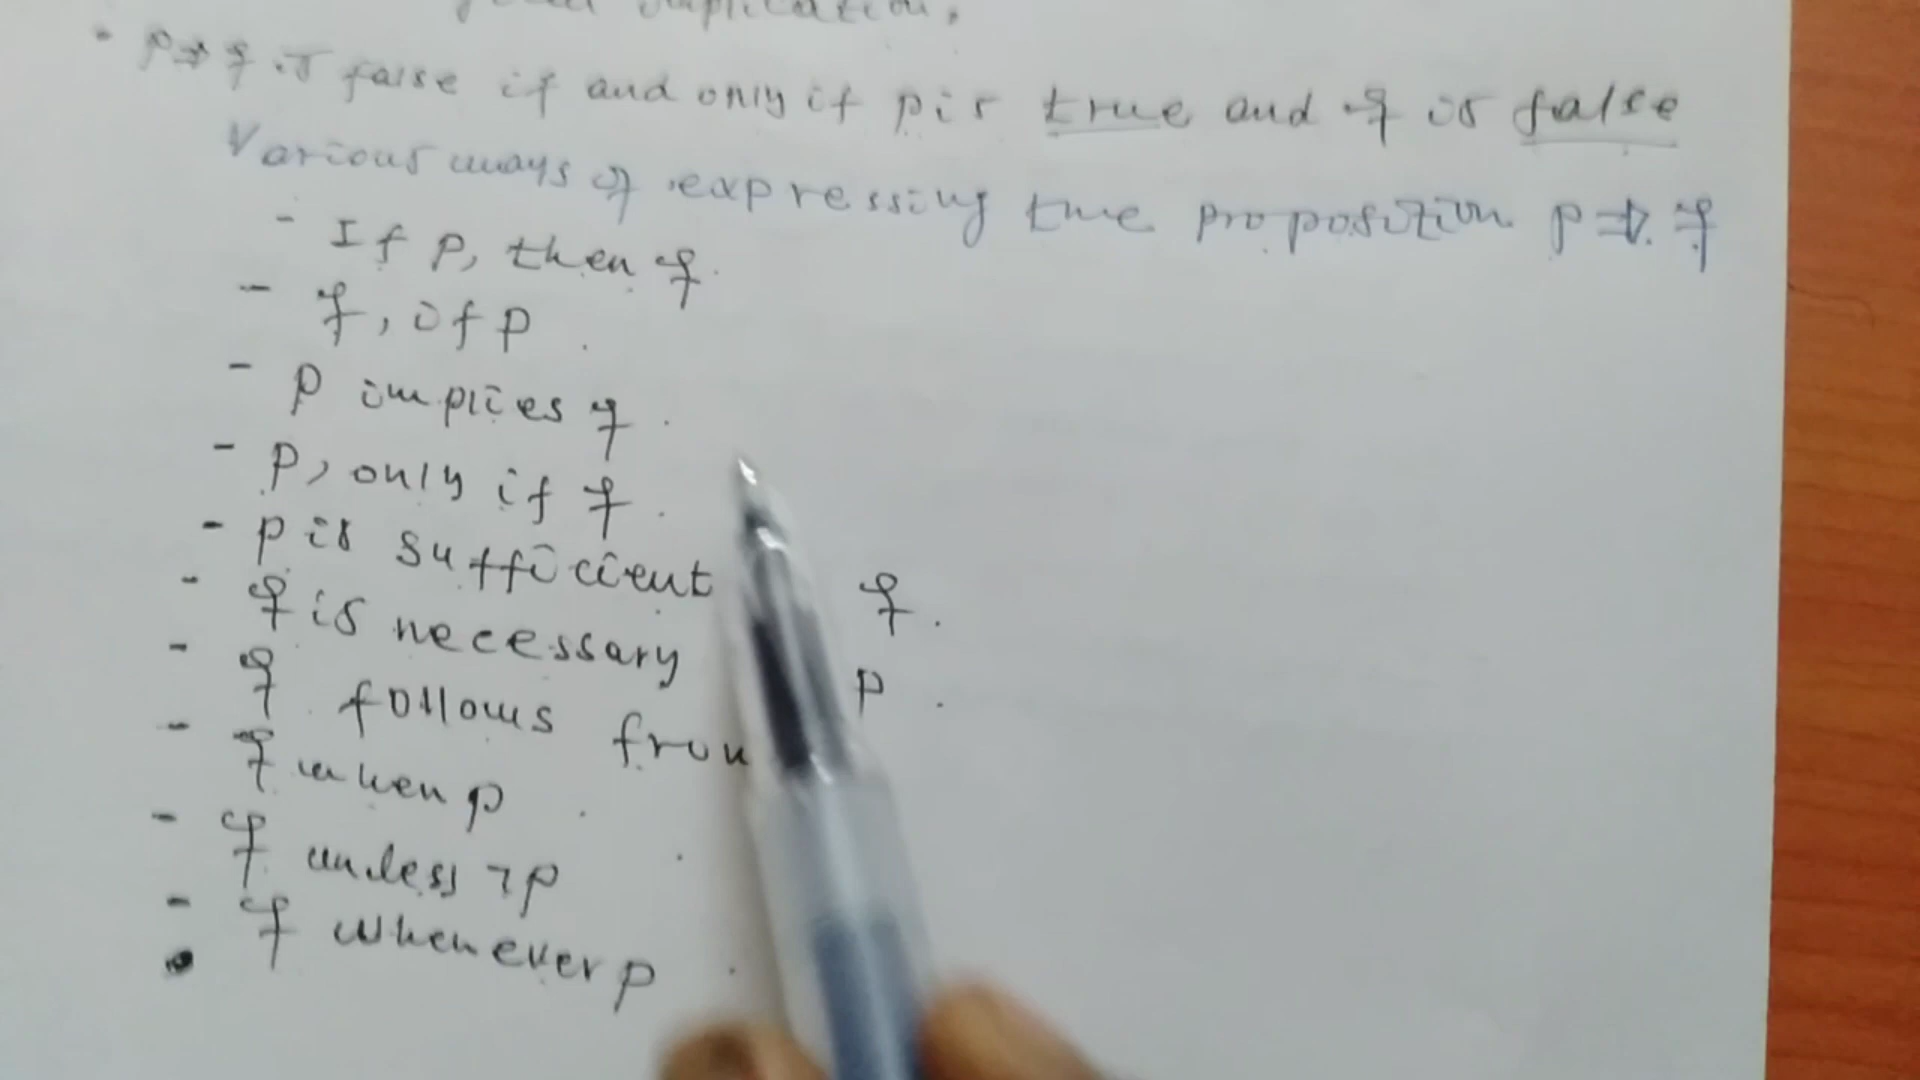 implication.
• p⇒q is false if and only if p is true and q is false
Various ways of expressing the proposition p⇒q
- If p, then q.
- q, if p.
- p implies q.
- p, only if q.
- p is sufficient q.
- q is necessary p.
- q follows from
- q when p.
- q unless ¬p.
- q whenever p.
•